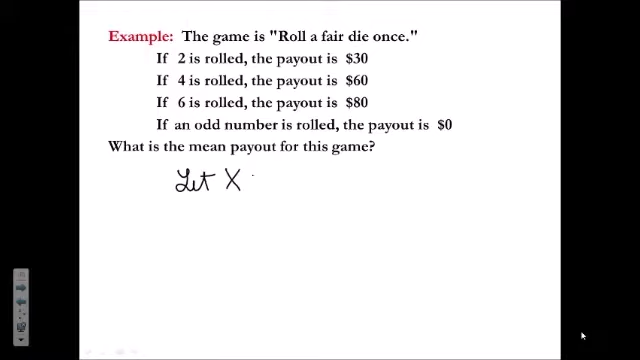 Example: The game is "Roll a fair die once."
If 2 is rolled, the payout is $30
If 4 is rolled, the payout is $60
If 6 is rolled, the payout is $80
If an odd number is rolled, the payout is $0
What is the mean payout for this game?
Let X